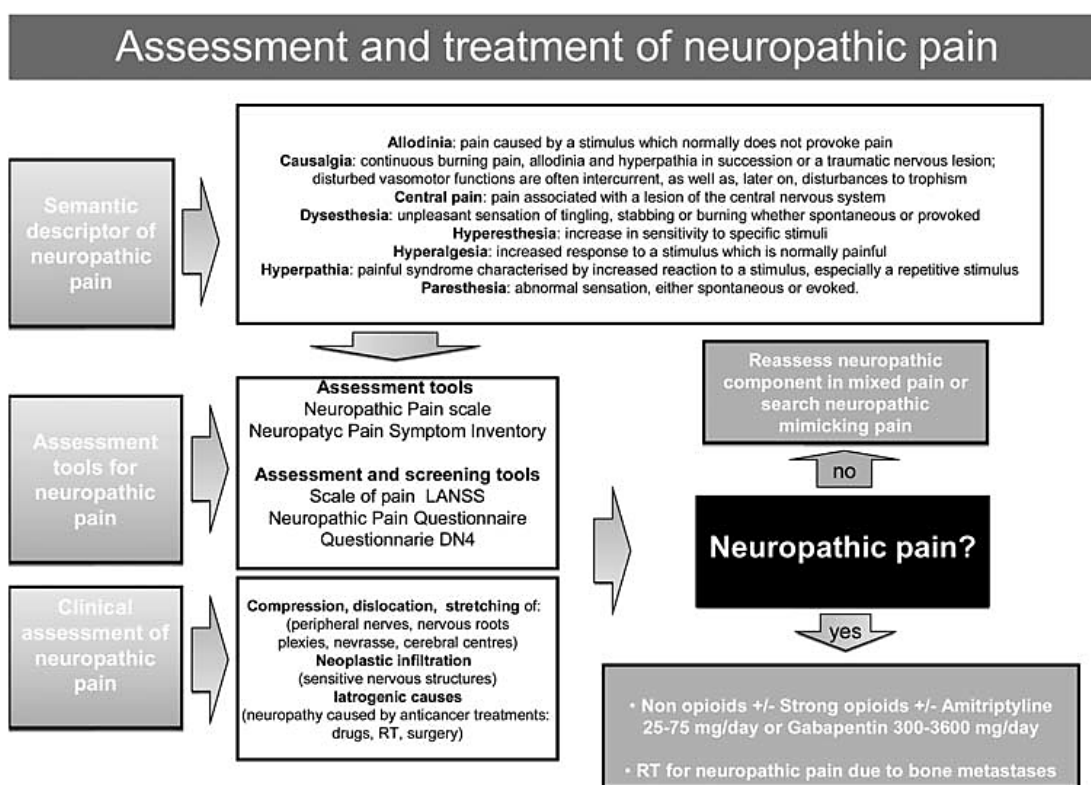 Assessment and treatment of neuropathic pain
Semantic
descriptor of
neuropathic
pain
Allodinia: pain caused by a stimulus which normally does not provoke pain
Causalgia: continuous burning pain, allodinia and hyperpathia in succession or a traumatic nervous lesion;
disturbed vasomotor functions are often intercurrent, as well as, later on, disturbances to trophism
Central pain: pain associated with a lesion of the central nervous system
Dysesthesia: unpleasant sensation of tingling, stabbing or burning whether spontaneous or provoked
Hyperesthesia: increase in sensitivity to specific stimuli
Hyperalgesia: increased response to a stimulus which is normally painful
Hyperpathia: painful syndrome characterised by increased reaction to a stimulus, especially a repetitive stimulus
Paresthesia: abnormal sensation, either spontaneous or evoked.
Assessment
tools for
neuropathic
pain
Assessment tools
Neuropathic Pain scale
Neuropatyc Pain Symptom Inventory
Assessment and screening tools
Scale of pain LANSS
Neuropathic Pain Questionnaire
Questionnarie DN4
Clinical
assessment of
neuropathic
pain
Compression, dislocation, stretching of:
(peripheral nerves, nervous roots
plexies, nevrasse, cerebral centres)
Neoplastic infiltration
(sensitive nervous structures)
Iatrogenic causes
(neuropathy caused by anticancer treatments:
drugs, RT, surgery)
Reassess neuropathic
component in mixed pain or
search neuropathic
mimicking pain
no
Neuropathic pain?
yes
• Non opioids +/- Strong opioids +/- Amitriptyline
25-75 mg/day or Gabapentin 300-3600 mg/day
• RT for neuropathic pain due to bone metastases